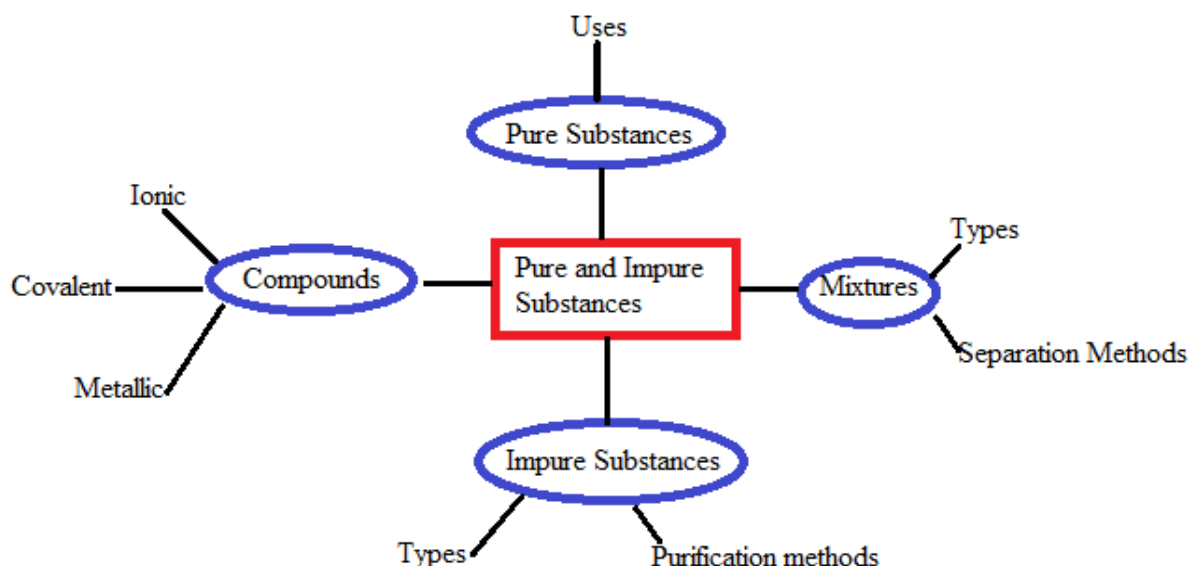 Uses
Pure Substances
Ionic
Types
Compounds
Pure and Impure
Substances
Covalent
Mixtures
Separation Methods
Metallic
Impure Substances
Types
Purification methods